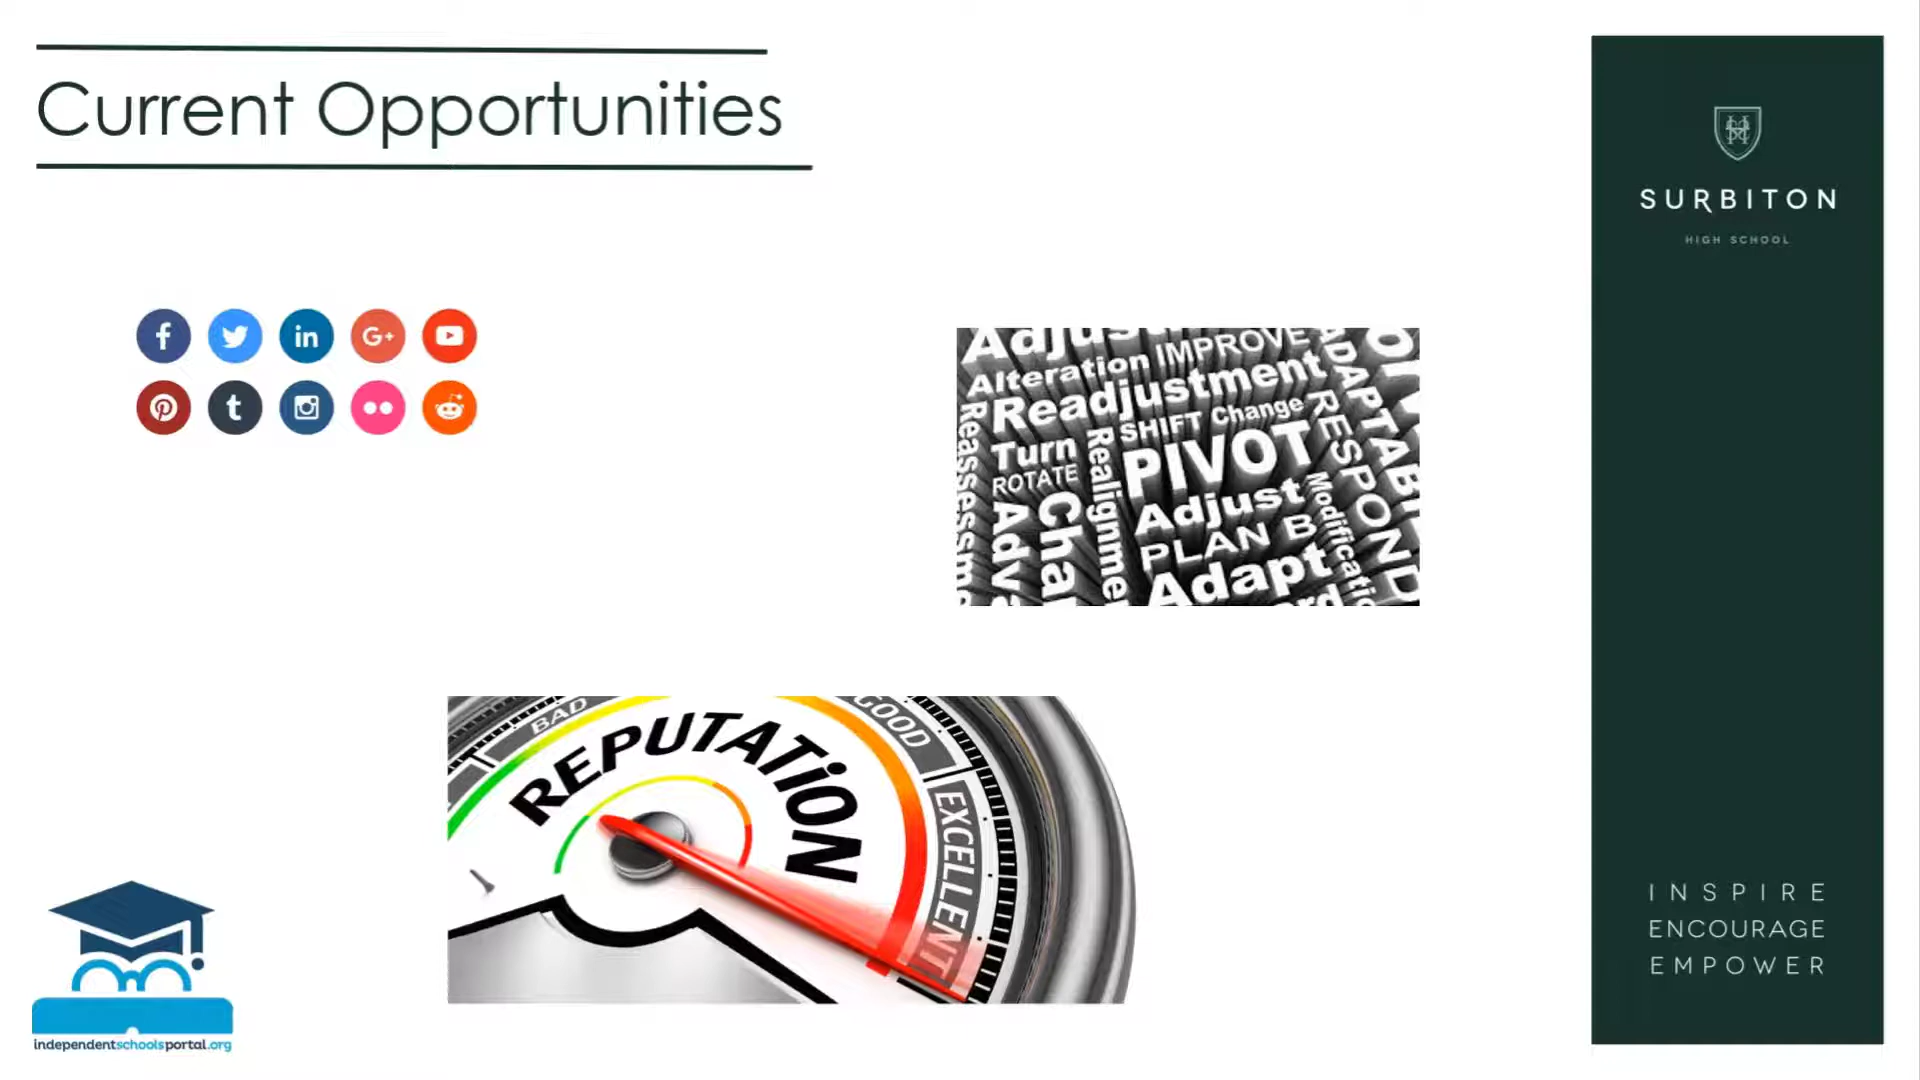 Current Opportunities
SURBITON
HIGH SCHOOL
Alteration IMPROVE
Readjustment
SHIFT Change
Turn
ROTATE
PIVOT
Adjust
PLAN B
Adapt
RESPOND
BAD
GOOD
EXCELLENT
REPUTATiON
INSPIRE
ENCOURAGE
EMPOWER
independentschoolsportal.org